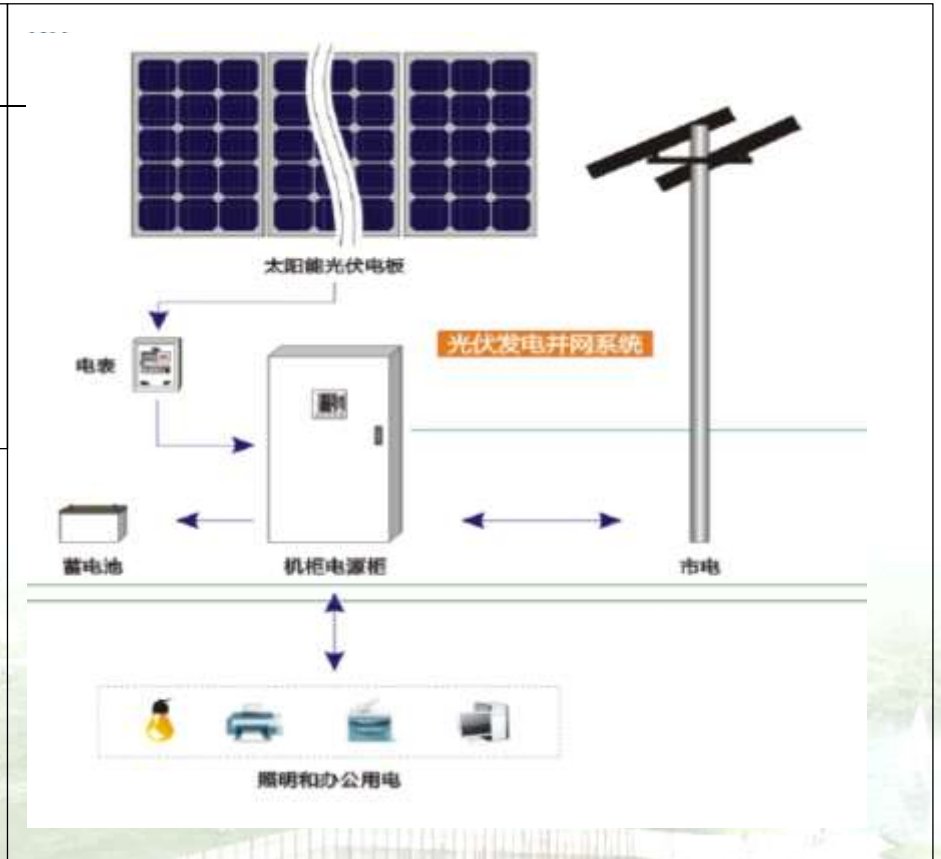 太阳能光伏电板
光伏发电并网系统
电表
蓄电池
机柜电源柜
市电
照明和办公用电